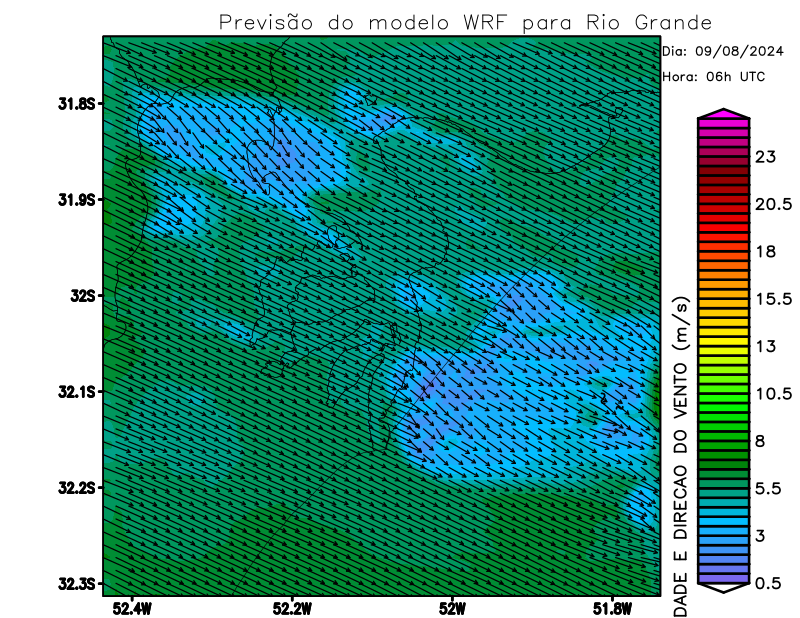 Previsão do modelo WRF para Rio Grande
Dia: 09/08/2024
Hora: 06h UTC
31.8S
31.9S
32S
32.1S
32.2S
32.3S
52.4W
52.2W
52W
51.8W
DADE E DIRECAO DO VENTO (m/s)
23
20.5
18
15.5
13
10.5
8
5.5
3
0.5